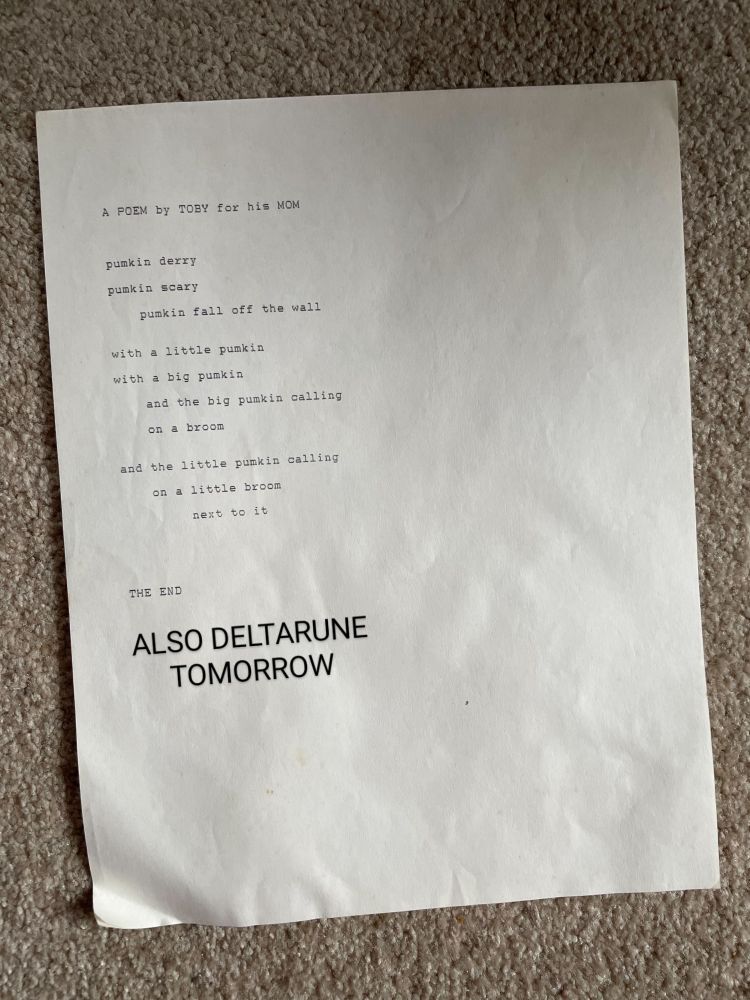 A POEM by TOBY for his MOM
pumkin derry
pumkin scary
pumkin fall off the wall
with a little pumkin
with a big pumkin
and the big pumkin calling
on a broom
and the little pumkin calling
on a little broom
next to it
THE END
ALSO DELTARUNE
TOMORROW